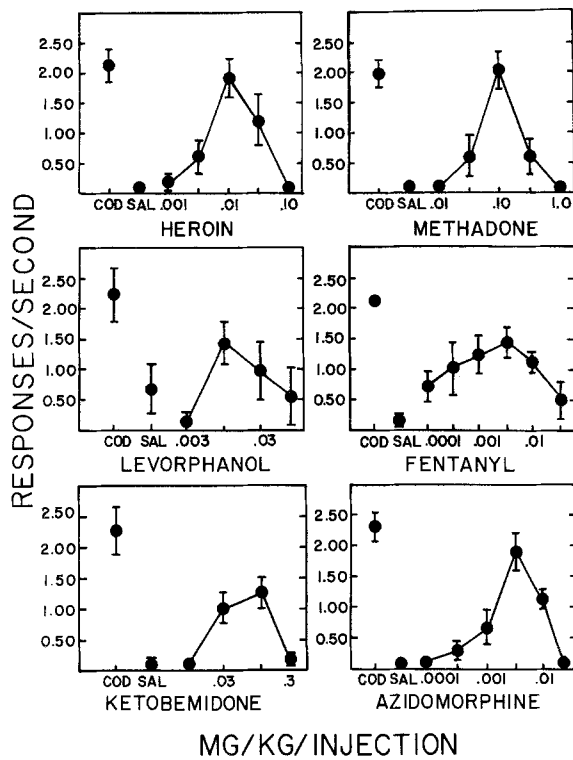 RESPONSES/SECOND
2.50
2.00
1.50
1.00
0.50
COD SAL .001 .01 .10
HEROIN
2.50
2.00
1.50
1.00
0.50
COD SAL .01 .10 1.0
METHADONE
2.50
2.00
1.50
1.00
0.50
COD SAL .003 .03
LEVORPHANOL
2.50
2.00
1.50
1.00
0.50
COD SAL .0001 .001 .01
FENTANYL
2.50
2.00
1.50
1.00
0.50
COD SAL .03 .3
KETOBEMIDONE
2.50
2.00
1.50
1.00
0.50
COD SAL .0001 .001 .01
AZIDOMORPHINE
MG/KG/INJECTION